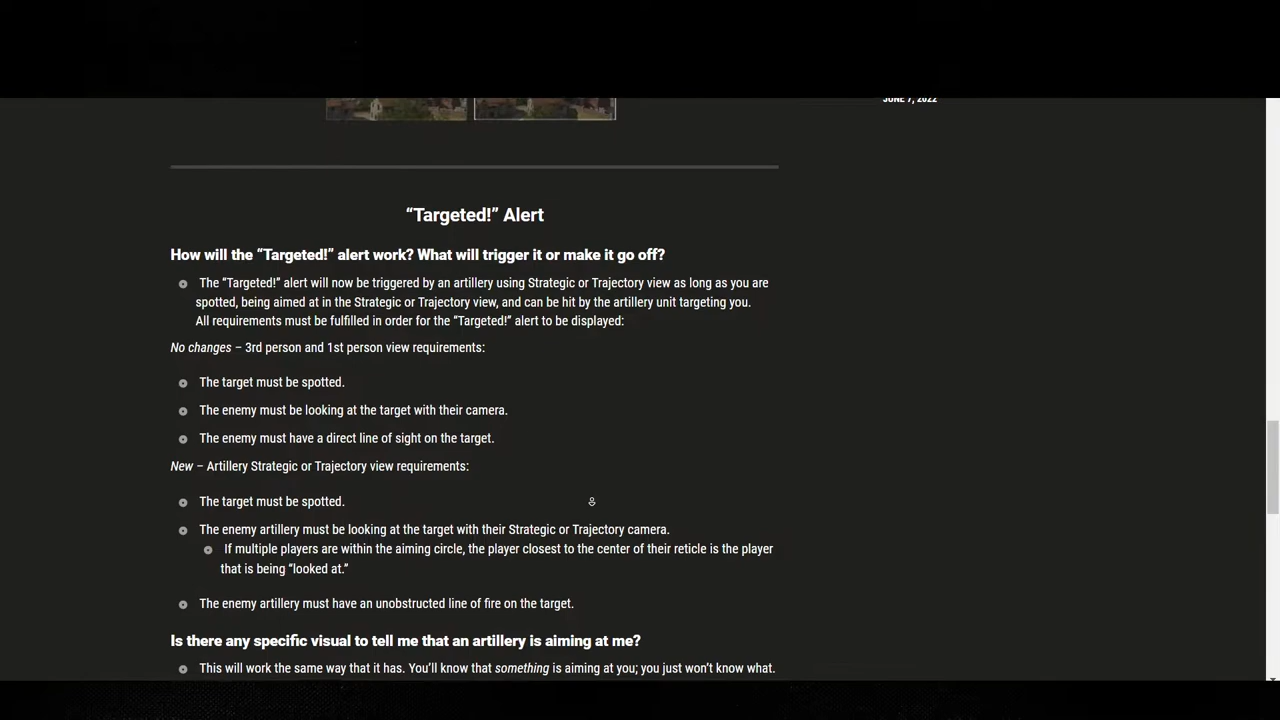 JUNE 7, 2022
“Targeted!” Alert
How will the “Targeted!” alert work? What will trigger it or make it go off?
The “Targeted!” alert will now be triggered by an artillery using Strategic or Trajectory view as long as you are
spotted, being aimed at in the Strategic or Trajectory view, and can be hit by the artillery unit targeting you.
All requirements must be fulfilled in order for the “Targeted!” alert to be displayed:
No changes – 3rd person and 1st person view requirements:
The target must be spotted.
The enemy must be looking at the target with their camera.
The enemy must have a direct line of sight on the target.
New – Artillery Strategic or Trajectory view requirements:
The target must be spotted.
The enemy artillery must be looking at the target with their Strategic or Trajectory camera.
If multiple players are within the aiming circle, the player closest to the center of their reticle is the player
that is being “looked at.”
The enemy artillery must have an unobstructed line of fire on the target.
Is there any specific visual to tell me that an artillery is aiming at me?
This will work the same way that it has. You’ll know that something is aiming at you; you just won’t know what.